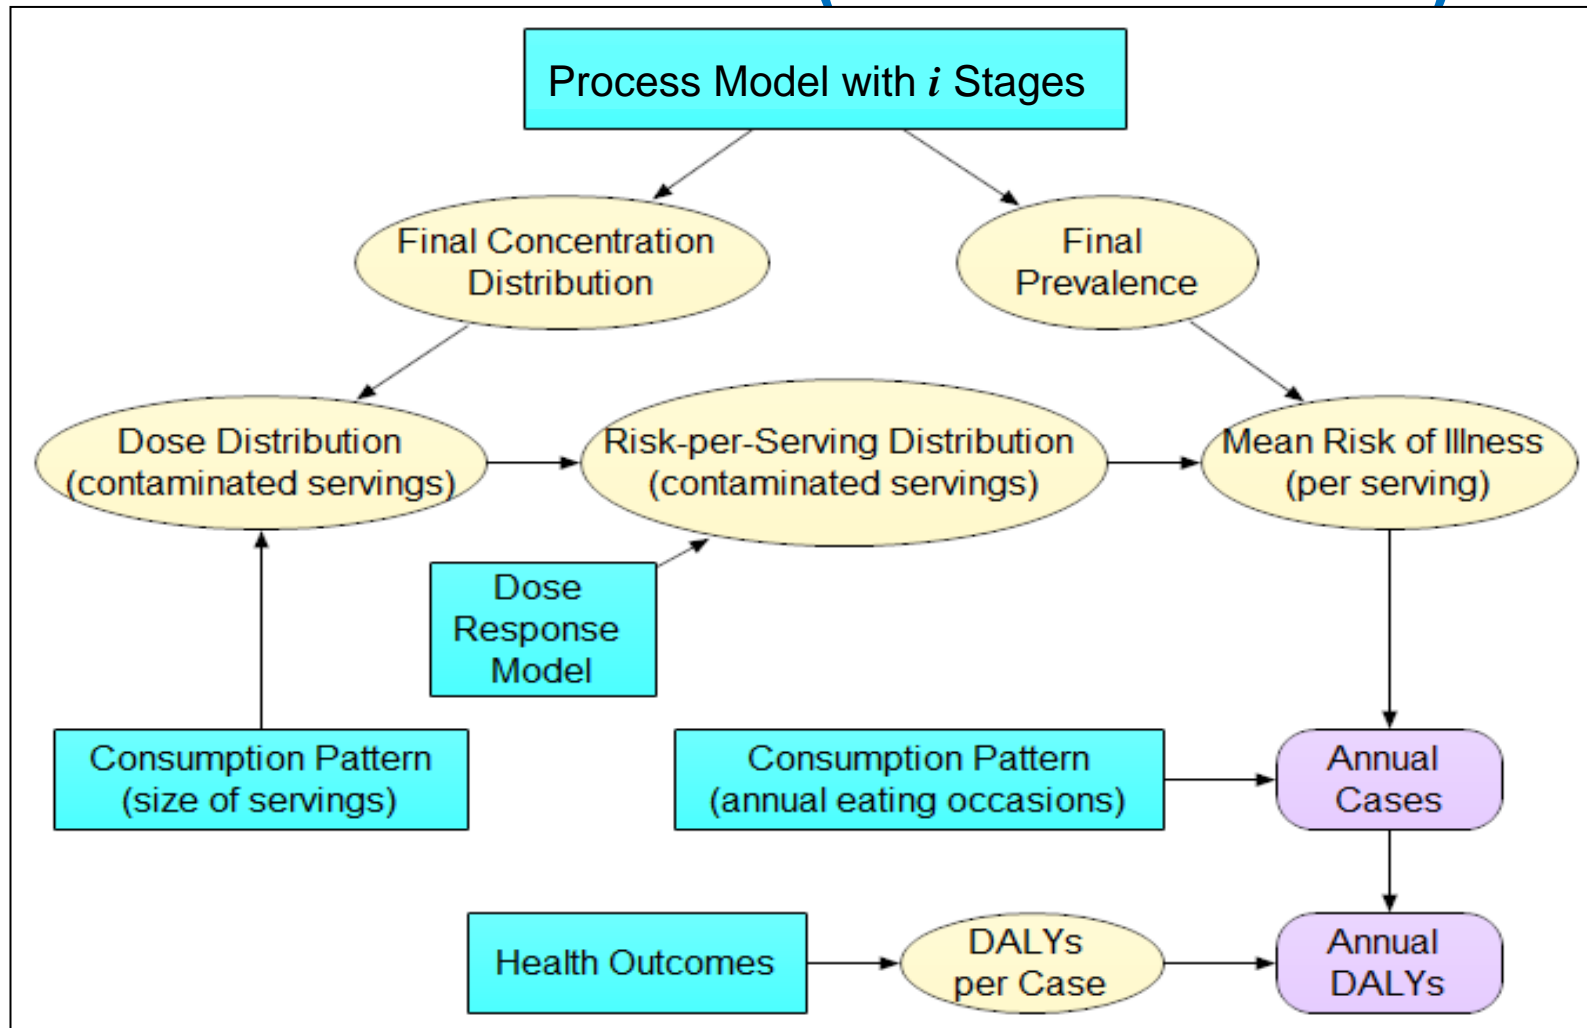 Process Model with i Stages
Final Concentration
Distribution
Final
Prevalence
Dose Distribution
(contaminated servings)
Risk-per-Serving Distribution
(contaminated servings)
Mean Risk of Illness
(per serving)
Dose
Response
Model
Consumption Pattern
(size of servings)
Consumption Pattern
(annual eating occasions)
Annual
Cases
Health Outcomes
DALYs
per Case
Annual
DALYs